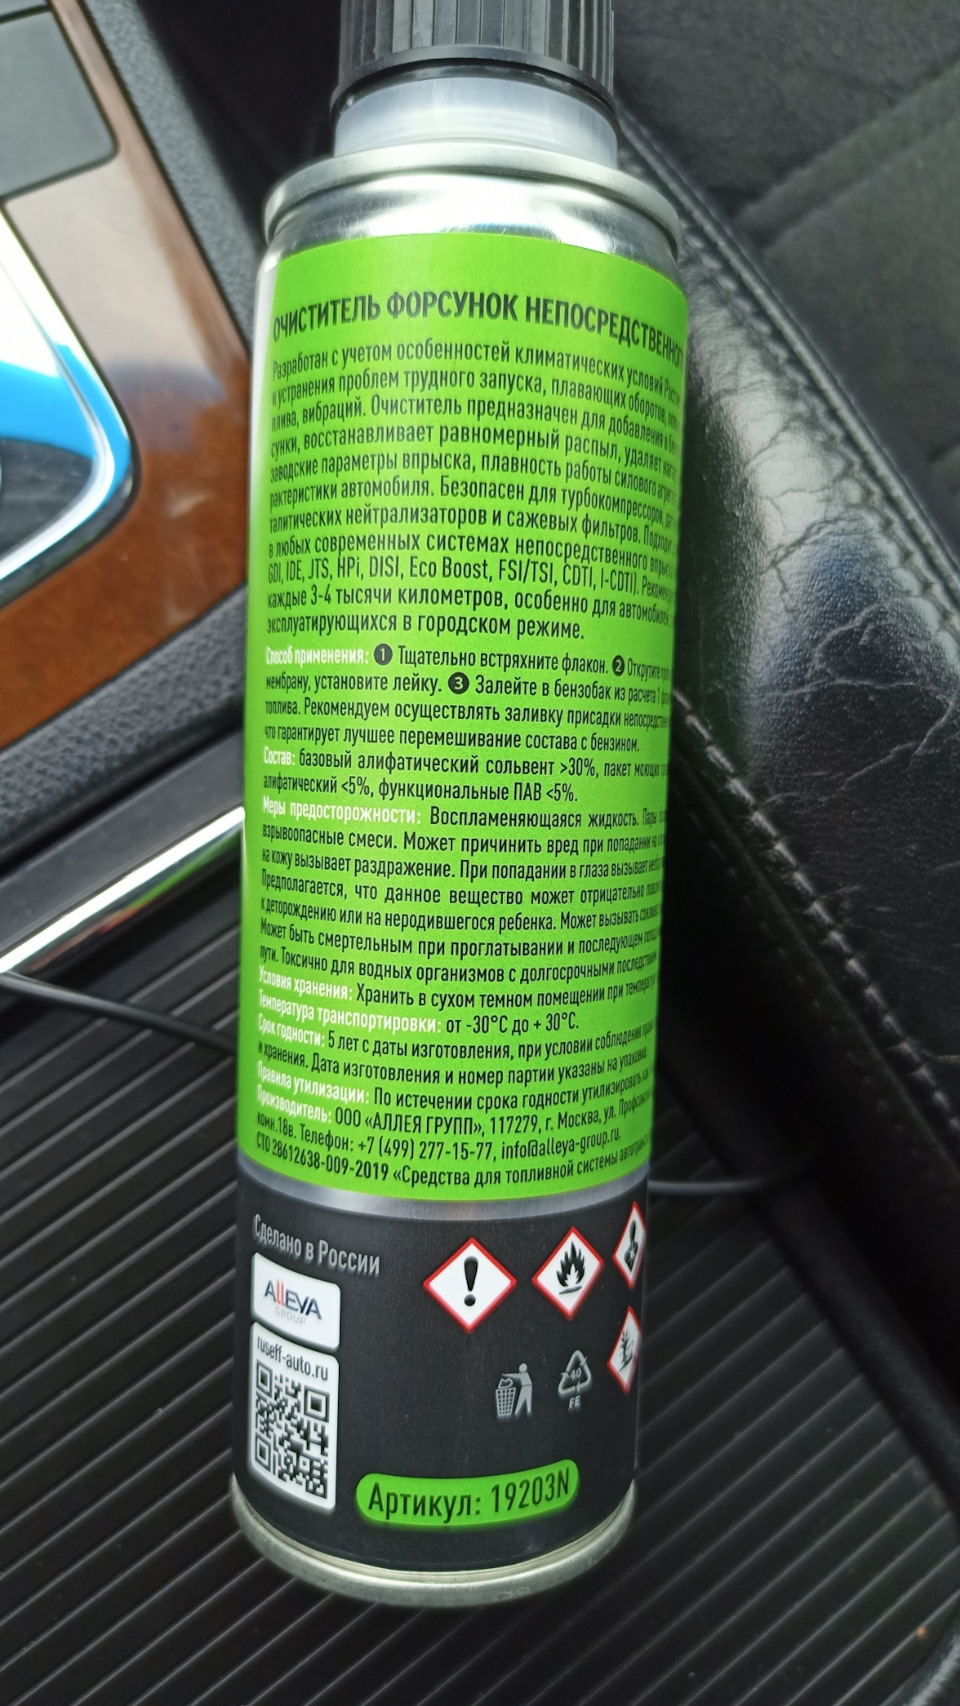 ОЧИСТИТЕЛЬ ФОРСУНОК НЕПОСРЕДСТВЕННОГО
Разработан с учетом особенностей климатических условий России
и устранения проблем трудного запуска, плавающих оборотов,
плива, вибраций. Очиститель предназначен для добавления в
сунки, восстанавливает равномерный распыл, удаляет
заводские параметры впрыска, плавность работы силового
рактеристики автомобиля. Безопасен для турбокомпрессоров,
талитических нейтрализаторов и сажевых фильтров. Подходит
в любых современных системах непосредственного впрыска
GDI, IDE, JTS, HPi, DISI, Eco Boost, FSI/TSI, CDTI, I-CDTI).
каждые 3-4 тысячи километров, особенно для автомобилей
эксплуатирующихся в городском режиме.
Способ применения: 1 Тщательно встряхните флакон. 2 Открутите
мембрану, установите лейку. 3 Залейте в бензобак из расчета 1
топлива. Рекомендуем осуществлять заливку присадки
что гарантирует лучшее перемешивание состава с бензином.
Состав: базовый алифатический сольвент >30%, пакет моющих
алифатический <5%, функциональные ПАВ <5%.
Меры предосторожности: Воспламеняющаяся жидкость. Пары
взрывоопасные смеси. Может причинить вред при попадании на
на кожу вызывает раздражение. При попадании в глаза вызывает
Предполагается, что данное вещество может отрицательно
к деторождению или на неродившегося ребенка. Может вызывать
Может быть смертельным при проглатывании и последующем
пути. Токсично для водных организмов с долгосрочными последствиями
Условия хранения: Хранить в сухом темном помещении при температуре
Температура транспортировки: от -30°C до + 30°C.
Срок годности: 5 лет с даты изготовления, при условии соблюдения
и хранения. Дата изготовления и номер партии указаны на упаковке.
Правила утилизации: По истечении срока годности утилизировать
Производитель: ООО «АЛЛЕЯ ГРУПП», 117279, г. Москва, ул.
комн.18в. Телефон: +7 (499) 277-15-77, info@alleya-group.ru.
СТО 28612638-009-2019 «Средства для топливной системы
Сделано в России
AllEYA
GROUP
ruseff-auto.ru
40
FE
Артикул: 19203N